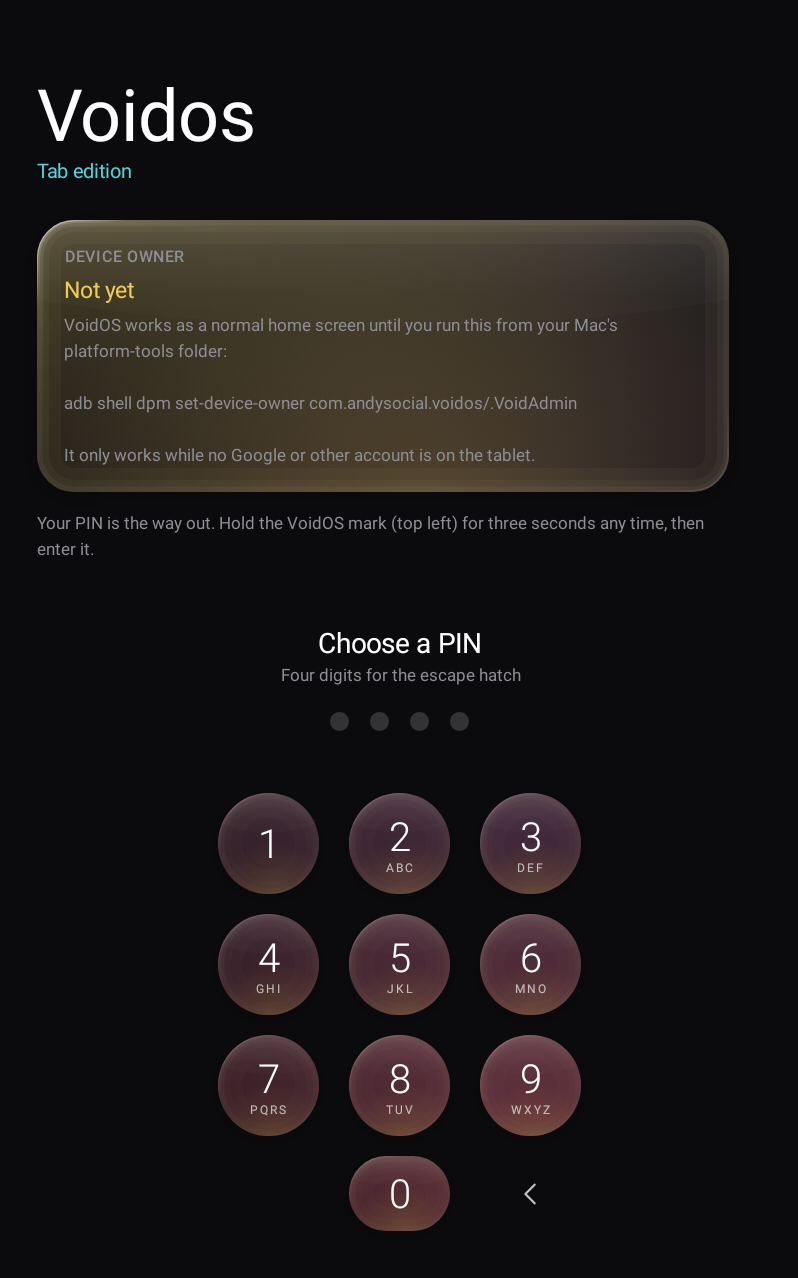 Voidos
Tab edition
DEVICE OWNER
Not yet
VoidOS works as a normal home screen until you run this from your Mac's
platform-tools folder:
adb shell dpm set-device-owner com.andysocial.voidos/.VoidAdmin
It only works while no Google or other account is on the tablet.
Your PIN is the way out. Hold the VoidOS mark (top left) for three seconds any time, then
enter it.
Choose a PIN
Four digits for the escape hatch
1 2 3
ABC DEF
4 5 6
GHI JKL MNO
7 8 9
PQRS TUV WXYZ
0